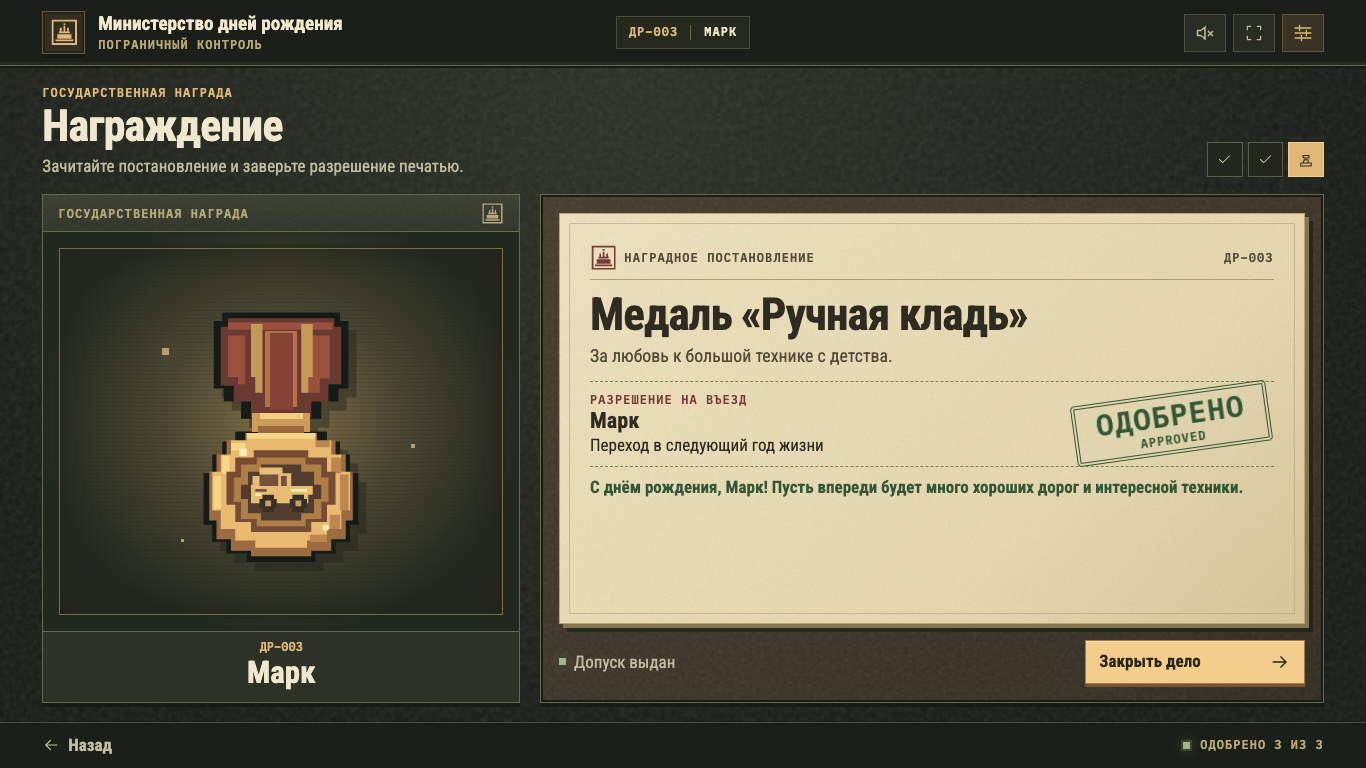 Министерство дней рождения
ПОГРАНИЧНЫЙ КОНТРОЛЬ
ДР-003 МАРК
ГОСУДАРСТВЕННАЯ НАГРАДА
Награждение
Зачитайте постановление и заверьте разрешение печатью.
ГОСУДАРСТВЕННАЯ НАГРАДА
ДР-003
Марк
НАГРАДНОЕ ПОСТАНОВЛЕНИЕ ДР-003
Медаль «Ручная кладь»
За любовь к большой технике с детства.
РАЗРЕШЕНИЕ НА ВЪЕЗД
Марк
Переход в следующий год жизни
ОДОБРЕНО
APPROVED
С днём рождения, Марк! Пусть впереди будет много хороших дорог и интересной техники.
Допуск выдан
Закрыть дело
Назад
ОДОБРЕНО 3 ИЗ 3